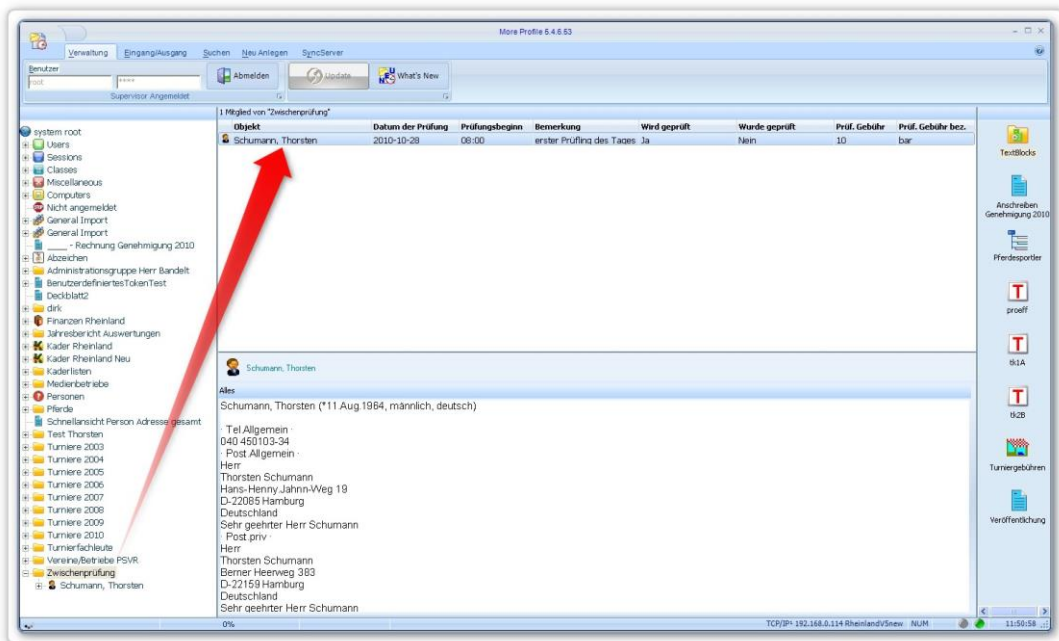 More Profile 5.4.6.53
Verwaltung Eingang/Ausgang Suchen Neu Anlegen SyncServer
Benutzer
root ****
Supervisor Angemeldet
Abmelden Update What's New
1 Mitglied von "Zwischenprüfung"
Objekt Datum der Prüfung Prüfungsbeginn Bemerkung Wird geprüft Wurde geprüft Prüf. Gebühr Prüf. Gebühr bez.
Schumann, Thorsten 2010-10-28 08:00 erster Prüfling des Tages Ja Nein 10 bar
system root
Users
Sessions
Classes
Miscellaneous
Computers
Nicht angemeldet
General Import
General Import
____ - Rechnung Genehmigung 2010
Abzeichen
Administrationsgruppe Herr Bandelt
BenutzerdefiniertesTokenTest
Deckblatt2
dirk
Finanzen Rheinland
Jahresbericht Auswertungen
Kader Rheinland
Kader Rheinland Neu
Kaderlisten
Medienbetriebe
Personen
Pferde
Schnellansicht Person Adresse gesamt
Test Thorsten
Turniere 2003
Turniere 2004
Turniere 2005
Turniere 2006
Turniere 2007
Turniere 2008
Turniere 2009
Turniere 2010
Turnierfachleute
Vereine/Betriebe PSVR
Zwischenprüfung
Schumann, Thorsten
Schumann, Thorsten
Alles
Schumann, Thorsten (*11.Aug.1964, männlich, deutsch)
· Tel.Allgemein ·
040 450103-34
· Post.Allgemein ·
Herr
Thorsten Schumann
Hans-Henny.Jahnn-Weg 19
D-22085 Hamburg
Deutschland
Sehr geehrter Herr Schumann
· Post.priv ·
Herr
Thorsten Schumann
Berner Heerweg 383
D-22159 Hamburg
Deutschland
Sehr geehrter Herr Schumann
TextBlocks
Anschreiben
Genehmigung 2010
Pferdesportler
T
proeff
T
tk1A
T
tk2B
Turniergebühren
Veröffentlichung
0% TCP/IP^ 192.168.0.114 RheinlandV5new NUM 11:50:58